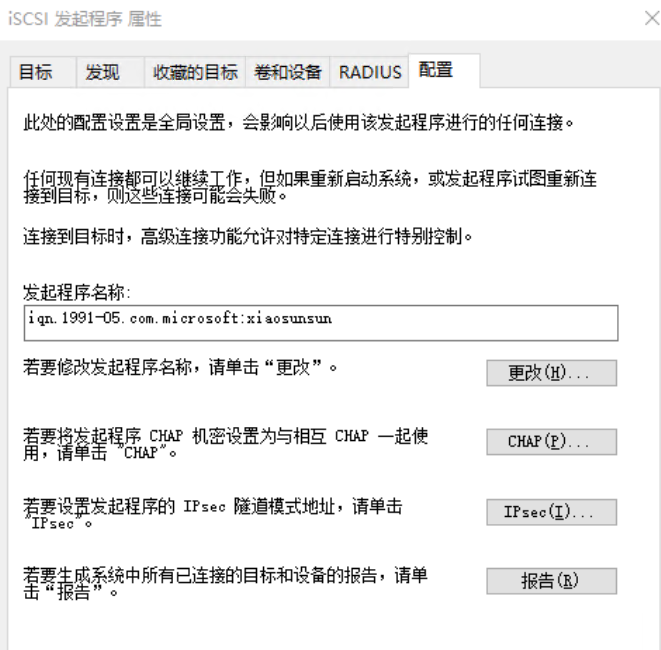 iSCSI 发起程序 属性
目标 发现 收藏的目标 卷和设备 RADIUS 配置
此处的配置设置是全局设置，会影响以后使用该发起程序进行的任何连接。
任何现有连接都可以继续工作，但如果重新启动系统，或发起程序试图重新连
接到目标，则这些连接可能会失败。
连接到目标时，高级连接功能允许对特定连接进行特别控制。
发起程序名称:
iqn.1991-05.com.microsoft:xiaosunsun
若要修改发起程序名称，请单击“更改”。
更改(H)...
若要将发起程序 CHAP 机密设置为与相互 CHAP 一起使
用，请单击 "CHAP"。
CHAP(P)...
若要设置发起程序的 IPsec 隧道模式地址，请单击
"IPsec"。
IPsec(I)...
若要生成系统中所有已连接的目标和设备的报告，请单
击“报告”。
报告(R)